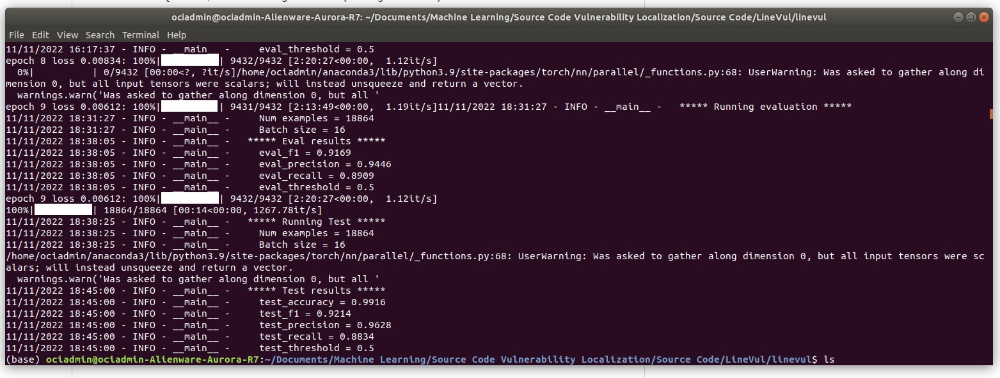 ociadmin@ociadmin-Alienware-Aurora-R7: ~/Documents/Machine Learning/Source Code Vulnerability Localization/Source Code/LineVul/linevul
File Edit View Search Terminal Help
11/11/2022 16:17:37 - INFO - __main__ -     eval_threshold = 0.5
epoch 8 loss 0.00834: 100%|██████████| 9432/9432 [2:20:27<00:00,  1.12it/s]
  0%|          | 0/9432 [00:00<?, ?it/s]/home/ociadmin/anaconda3/lib/python3.9/site-packages/torch/nn/parallel/_functions.py:68: UserWarning: Was asked to gather along di
mension 0, but all input tensors were scalars; will instead unsqueeze and return a vector.
  warnings.warn('Was asked to gather along dimension 0, but all '
epoch 9 loss 0.00612: 100%|██████████| 9431/9432 [2:13:49<00:00,  1.19it/s]11/11/2022 18:31:27 - INFO - __main__ -   ***** Running evaluation *****
11/11/2022 18:31:27 - INFO - __main__ -     Num examples = 18864
11/11/2022 18:31:27 - INFO - __main__ -     Batch size = 16
11/11/2022 18:38:05 - INFO - __main__ -   ***** Eval results *****
11/11/2022 18:38:05 - INFO - __main__ -     eval_f1 = 0.9169
11/11/2022 18:38:05 - INFO - __main__ -     eval_precision = 0.9446
11/11/2022 18:38:05 - INFO - __main__ -     eval_recall = 0.8909
11/11/2022 18:38:05 - INFO - __main__ -     eval_threshold = 0.5
epoch 9 loss 0.00612: 100%|██████████| 9432/9432 [2:20:27<00:00,  1.12it/s]
100%|██████████| 18864/18864 [00:14<00:00, 1267.78it/s]
11/11/2022 18:38:25 - INFO - __main__ -   ***** Running Test *****
11/11/2022 18:38:25 - INFO - __main__ -     Num examples = 18864
11/11/2022 18:38:25 - INFO - __main__ -     Batch size = 16
/home/ociadmin/anaconda3/lib/python3.9/site-packages/torch/nn/parallel/_functions.py:68: UserWarning: Was asked to gather along dimension 0, but all input tensors were sc
alars; will instead unsqueeze and return a vector.
  warnings.warn('Was asked to gather along dimension 0, but all '
11/11/2022 18:45:00 - INFO - __main__ -   ***** Test results *****
11/11/2022 18:45:00 - INFO - __main__ -     test_accuracy = 0.9916
11/11/2022 18:45:00 - INFO - __main__ -     test_f1 = 0.9214
11/11/2022 18:45:00 - INFO - __main__ -     test_precision = 0.9628
11/11/2022 18:45:00 - INFO - __main__ -     test_recall = 0.8834
11/11/2022 18:45:00 - INFO - __main__ -     test_threshold = 0.5
(base) ociadmin@ociadmin-Alienware-Aurora-R7:~/Documents/Machine Learning/Source Code Vulnerability Localization/Source Code/LineVul/linevul$ ls